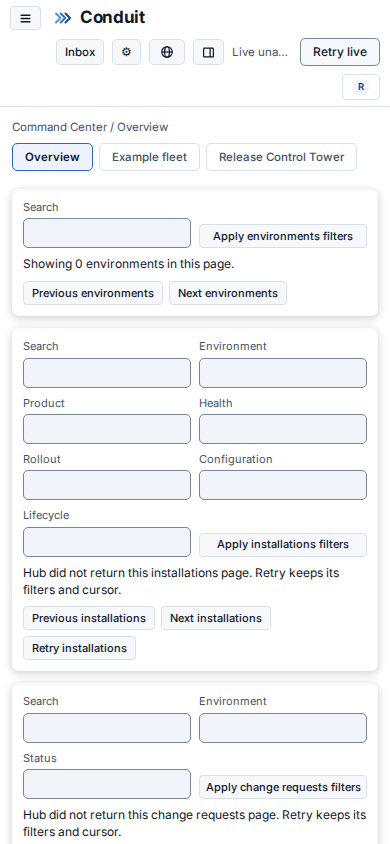 Conduit
Inbox
Live una...
Retry live
R
Command Center / Overview
Overview
Example fleet
Release Control Tower
Search
Apply environments filters
Showing 0 environments in this page.
Previous environments
Next environments
Search
Environment
Product
Health
Rollout
Configuration
Lifecycle
Apply installations filters
Hub did not return this installations page. Retry keeps its
filters and cursor.
Previous installations
Next installations
Retry installations
Search
Environment
Status
Apply change requests filters
Hub did not return this change requests page. Retry keeps its
filters and cursor.